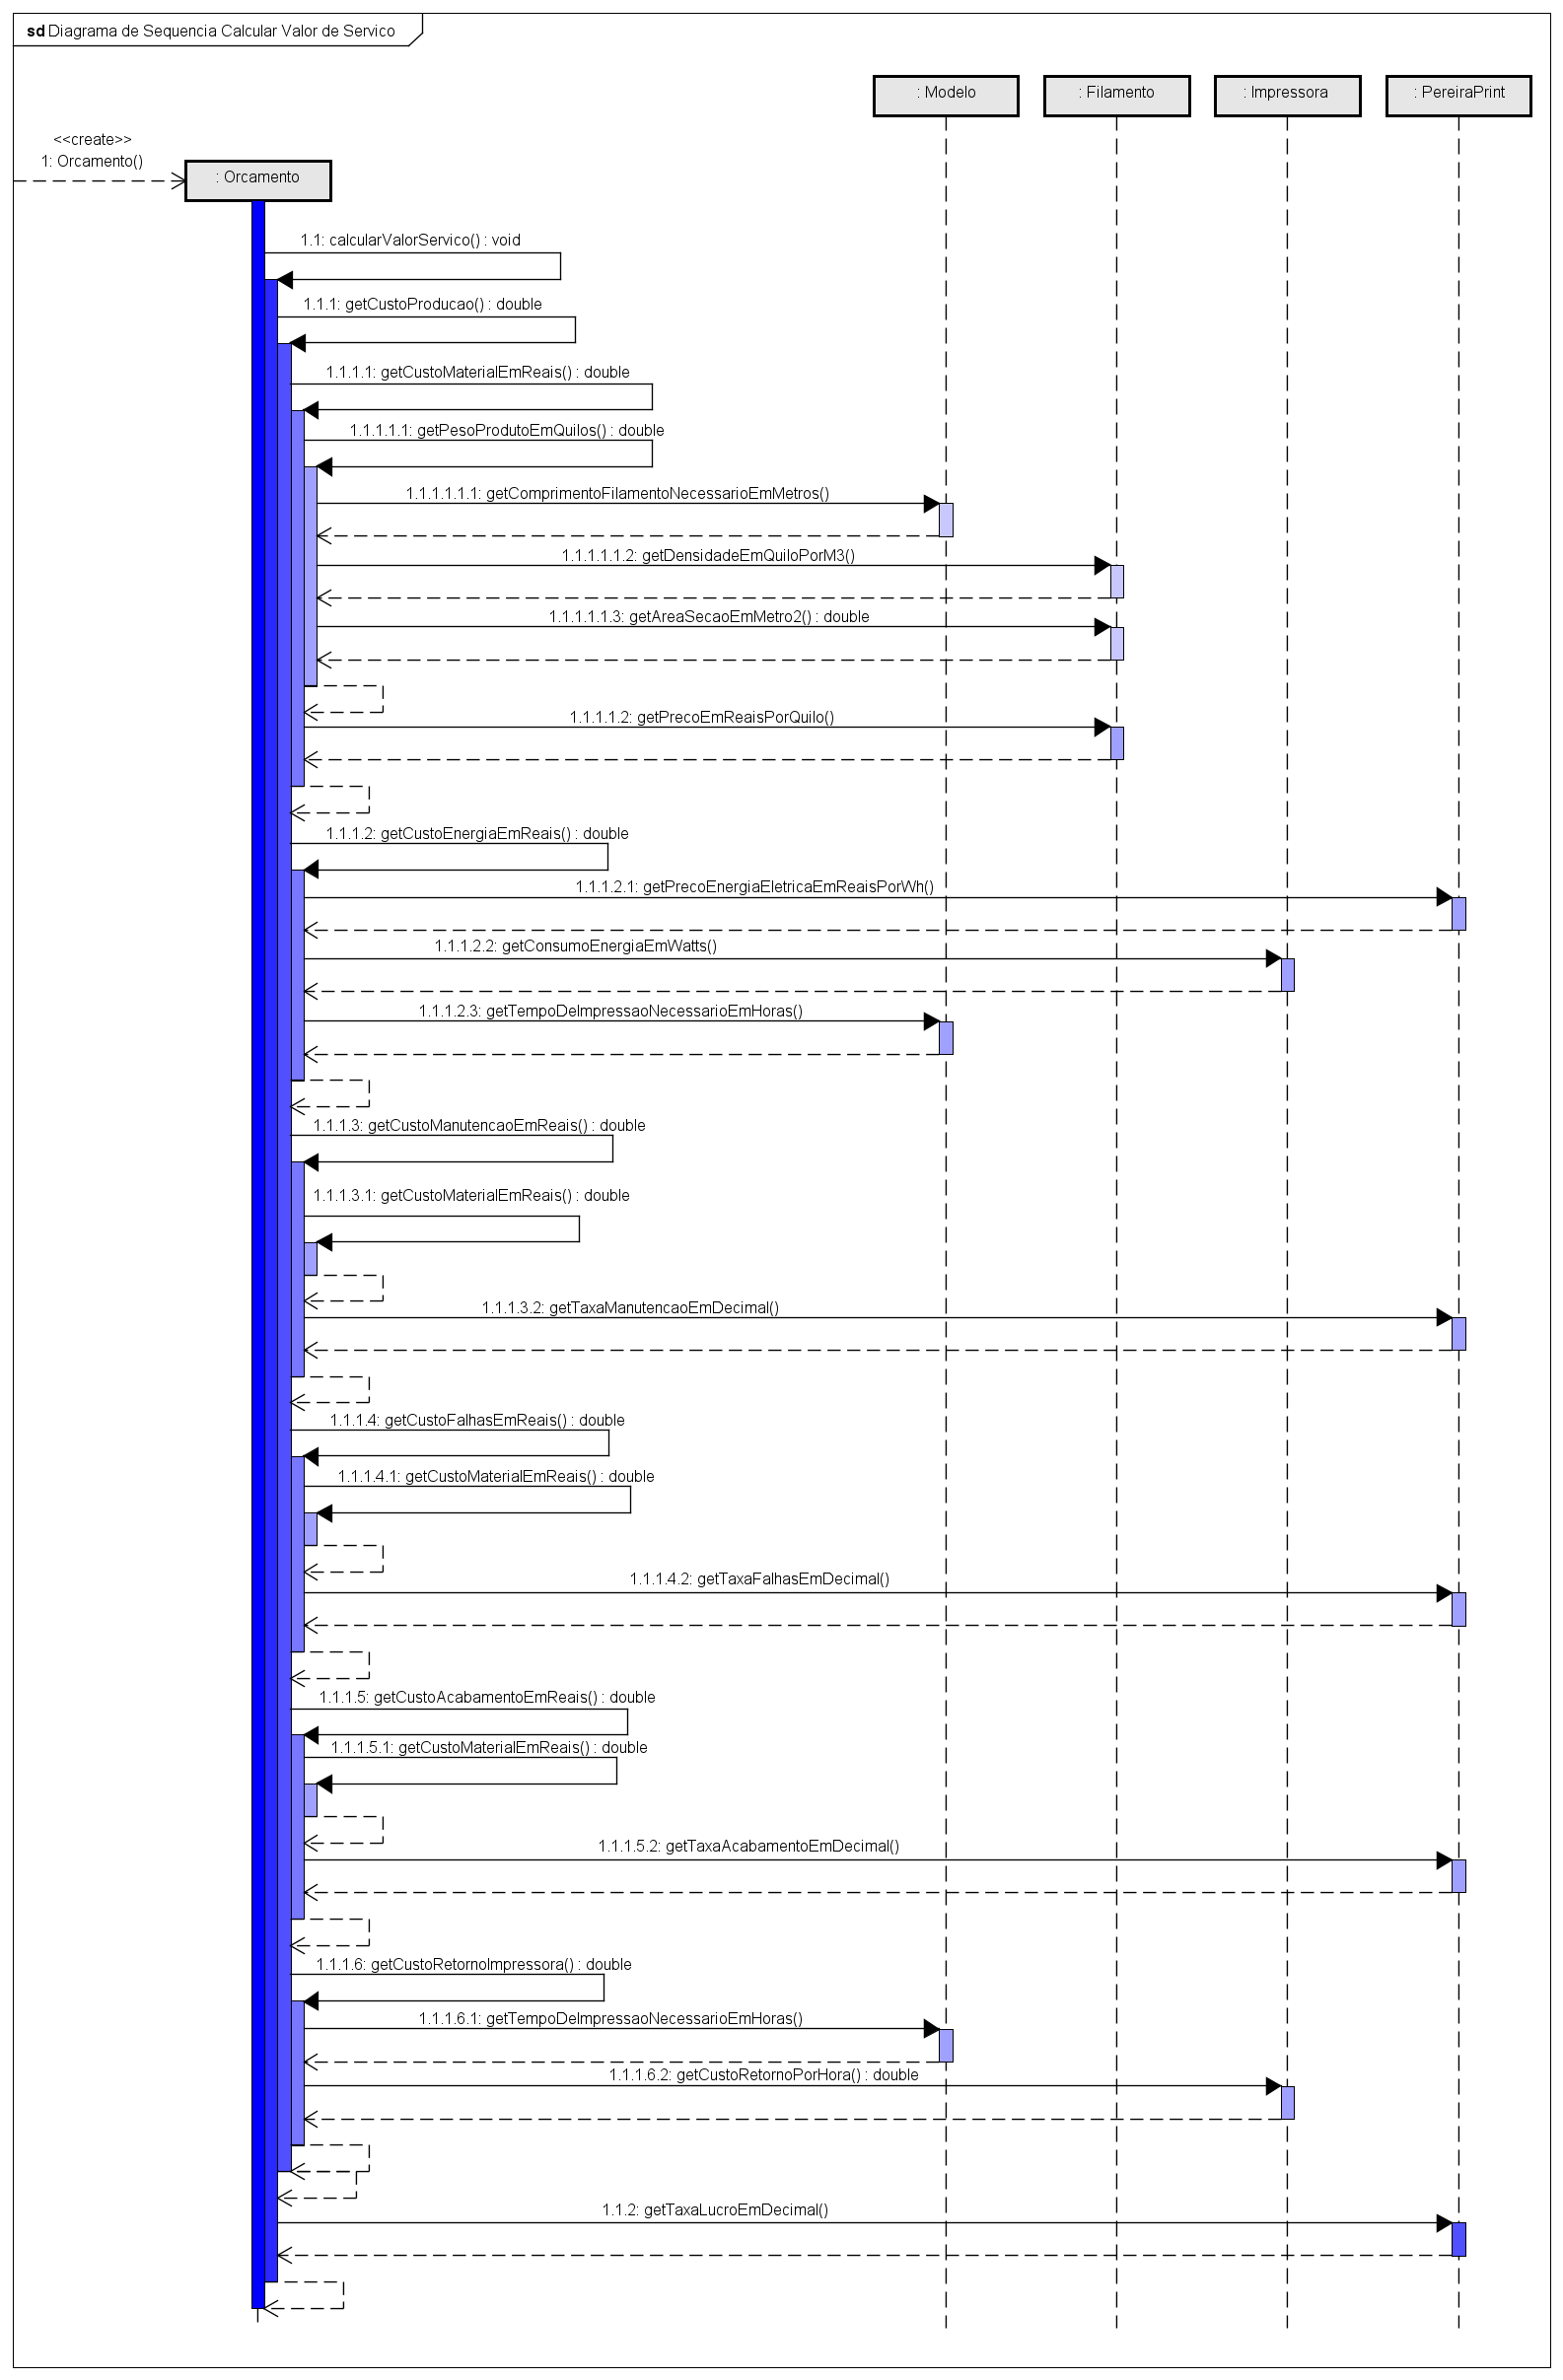 sd Diagrama de Sequencia Calcular Valor de Servico
: Modelo
: Filamento
: Impressora
: PereiraPrint
<<create>>
1: Orcamento()
: Orcamento
1.1: calcularValorServico() : void
1.1.1: getCustoProducao() : double
1.1.1.1: getCustoMaterialEmReais() : double
1.1.1.1.1: getPesoProdutoEmQuilos() : double
1.1.1.1.1.1: getComprimentoFilamentoNecessarioEmMetros()
1.1.1.1.1.2: getDensidadeEmQuiloPorM3()
1.1.1.1.1.3: getAreaSecaoEmMetro2() : double
1.1.1.1.2: getPrecoEmReaisPorQuilo()
1.1.1.2: getCustoEnergiaEmReais() : double
1.1.1.2.1: getPrecoEnergiaEletricaEmReaisPorWh()
1.1.1.2.2: getConsumoEnergiaEmWatts()
1.1.1.2.3: getTempoDeImpressaoNecessarioEmHoras()
1.1.1.3: getCustoManutencaoEmReais() : double
1.1.1.3.1: getCustoMaterialEmReais() : double
1.1.1.3.2: getTaxaManutencaoEmDecimal()
1.1.1.4: getCustoFalhasEmReais() : double
1.1.1.4.1: getCustoMaterialEmReais() : double
1.1.1.4.2: getTaxaFalhasEmDecimal()
1.1.1.5: getCustoAcabamentoEmReais() : double
1.1.1.5.1: getCustoMaterialEmReais() : double
1.1.1.5.2: getTaxaAcabamentoEmDecimal()
1.1.1.6: getCustoRetornoImpressora() : double
1.1.1.6.1: getTempoDeImpressaoNecessarioEmHoras()
1.1.1.6.2: getCustoRetornoPorHora() : double
1.1.2: getTaxaLucroEmDecimal()